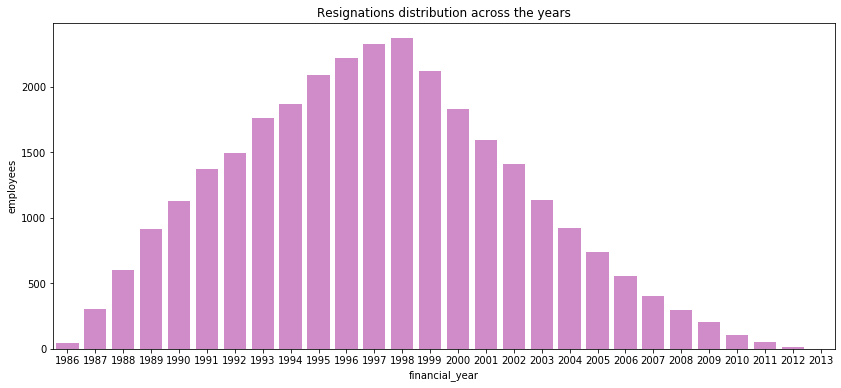 Resignations distribution across the years
employees
2000
1500
1000
500
0
1986 1987 1988 1989 1990 1991 1992 1993 1994 1995 1996 1997 1998 1999 2000 2001 2002 2003 2004 2005 2006 2007 2008 2009 2010 2011 2012 2013
financial_year